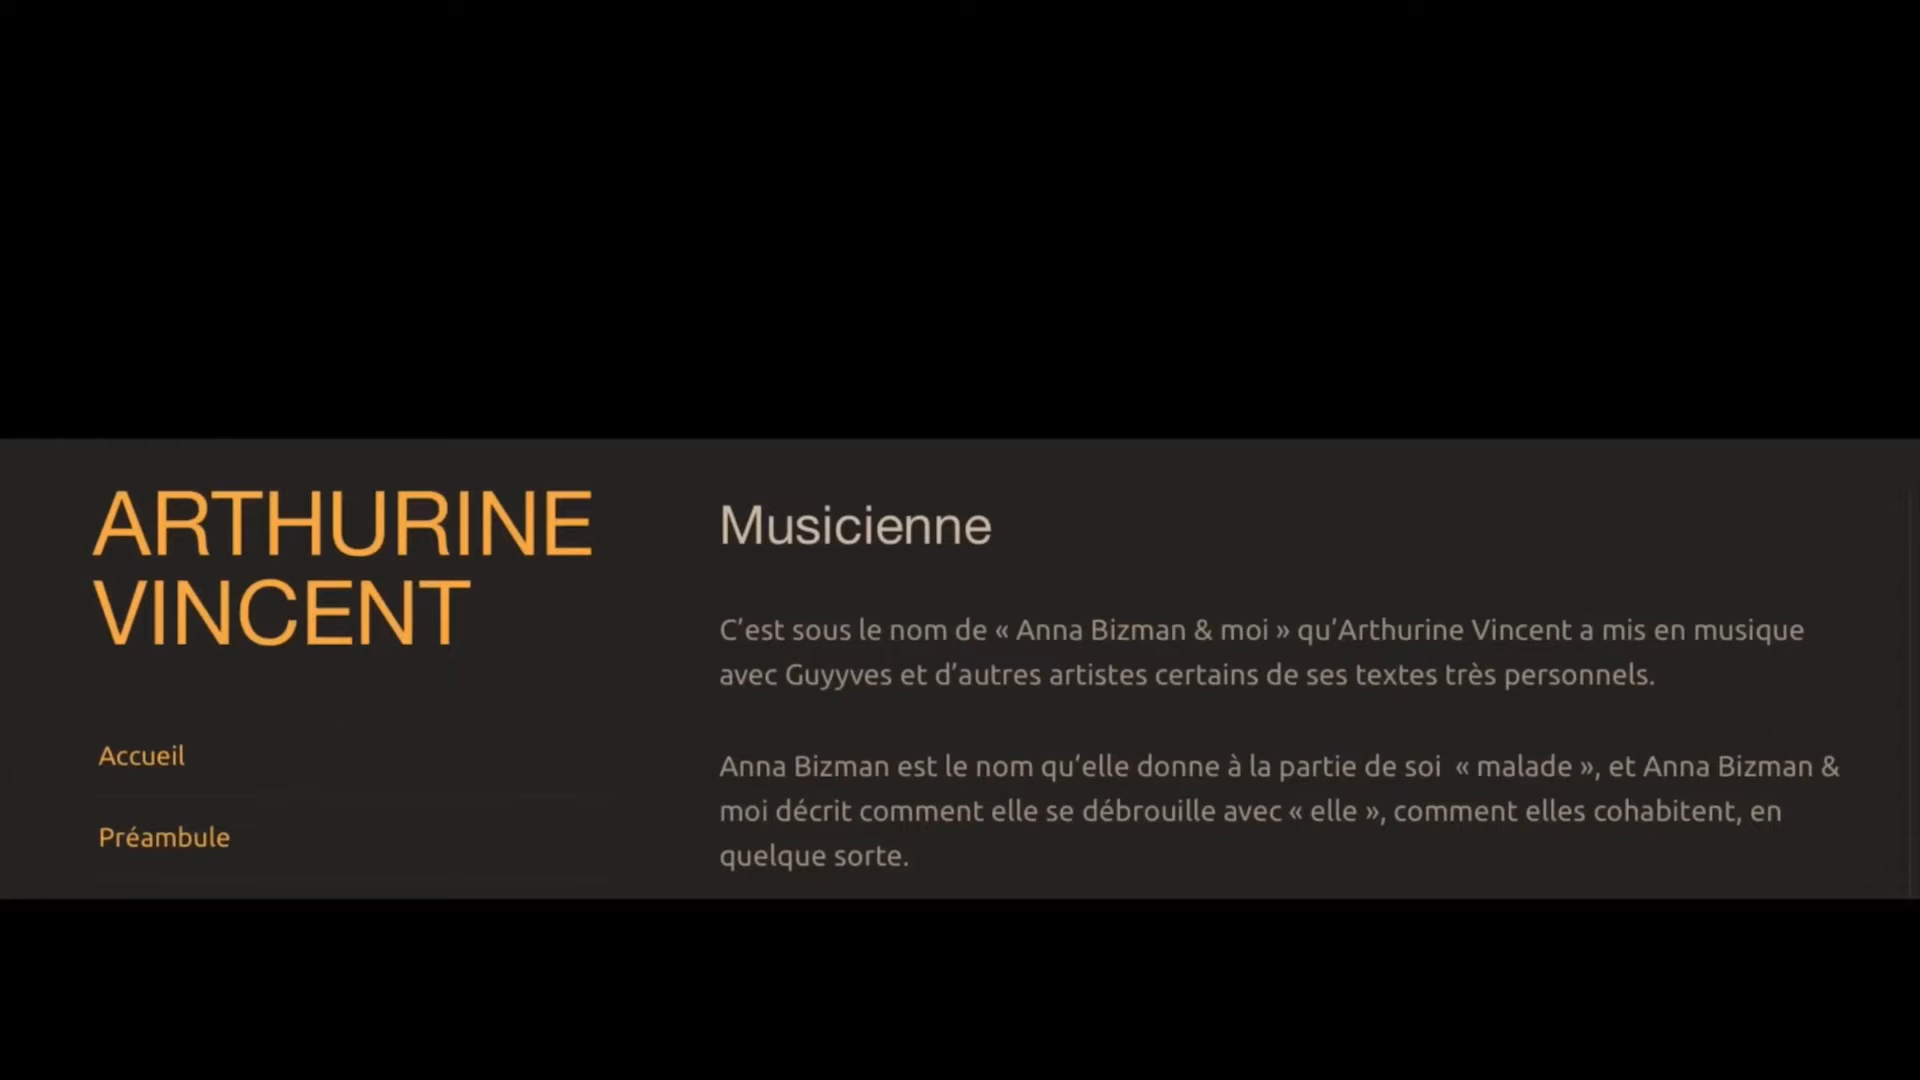 ARTHURINE
VINCENT
Accueil
Préambule
Musicienne
C’est sous le nom de « Anna Bizman & moi » qu’Arthurine Vincent a mis en musique
avec Guyyves et d’autres artistes certains de ses textes très personnels.
Anna Bizman est le nom qu’elle donne à la partie de soi  « malade », et Anna Bizman &
moi décrit comment elle se débrouille avec « elle », comment elles cohabitent, en
quelque sorte.